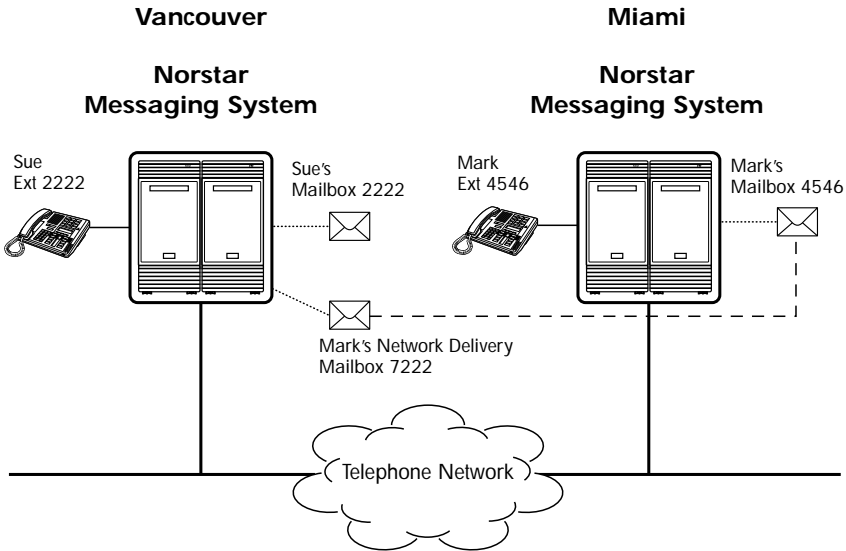 Vancouver
Miami
Norstar
Messaging System
Norstar
Messaging System
Sue
Ext 2222
Sue's
Mailbox 2222
Mark
Ext 4546
Mark's
Mailbox 4546
Mark's Network Delivery
Mailbox 7222
Telephone Network